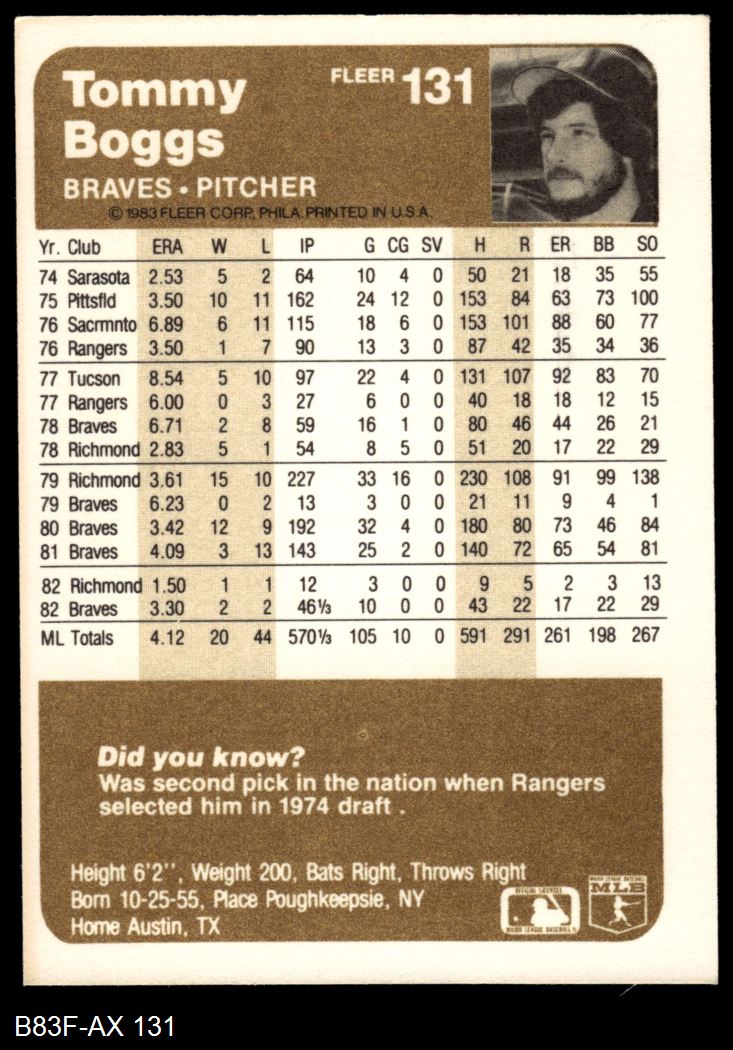 Tommy
Boggs
FLEER 131
BRAVES • PITCHER
© 1983 FLEER CORP. PHILA. PRINTED IN U.S.A.
Yr. Club ERA W L IP G CG SV H R ER BB SO
74 Sarasota 2.53 5 2 64 10 4 0 50 21 18 35 55
75 Pittsfld 3.50 10 11 162 24 12 0 153 84 63 73 100
76 Sacrmnto 6.89 6 11 115 18 6 0 153 101 88 60 77
76 Rangers 3.50 1 7 90 13 3 0 87 42 35 34 36
77 Tucson 8.54 5 10 97 22 4 0 131 107 92 83 70
77 Rangers 6.00 0 3 27 6 0 0 40 18 18 12 15
78 Braves 6.71 2 8 59 16 1 0 80 46 44 26 21
78 Richmond 2.83 5 1 54 8 5 0 51 20 17 22 29
79 Richmond 3.61 15 10 227 33 16 0 230 108 91 99 138
79 Braves 6.23 0 2 13 3 0 0 21 11 9 4 1
80 Braves 3.42 12 9 192 32 4 0 180 80 73 46 84
81 Braves 4.09 3 13 143 25 2 0 140 72 65 54 81
82 Richmond 1.50 1 1 12 3 0 0 9 5 2 3 13
82 Braves 3.30 2 2 46⅓ 10 0 0 43 22 17 22 29
ML Totals 4.12 20 44 570⅓ 105 10 0 591 291 261 198 267
Did you know?
Was second pick in the nation when Rangers
selected him in 1974 draft .
Height 6'2'', Weight 200, Bats Right, Throws Right
Born 10-25-55, Place Poughkeepsie, NY
Home Austin, TX
OFFICIAL LICENSEE
MAJOR LEAGUE BASEBALL
MAJOR LEAGUE BASEBALL
MLB
B83F-AX 131